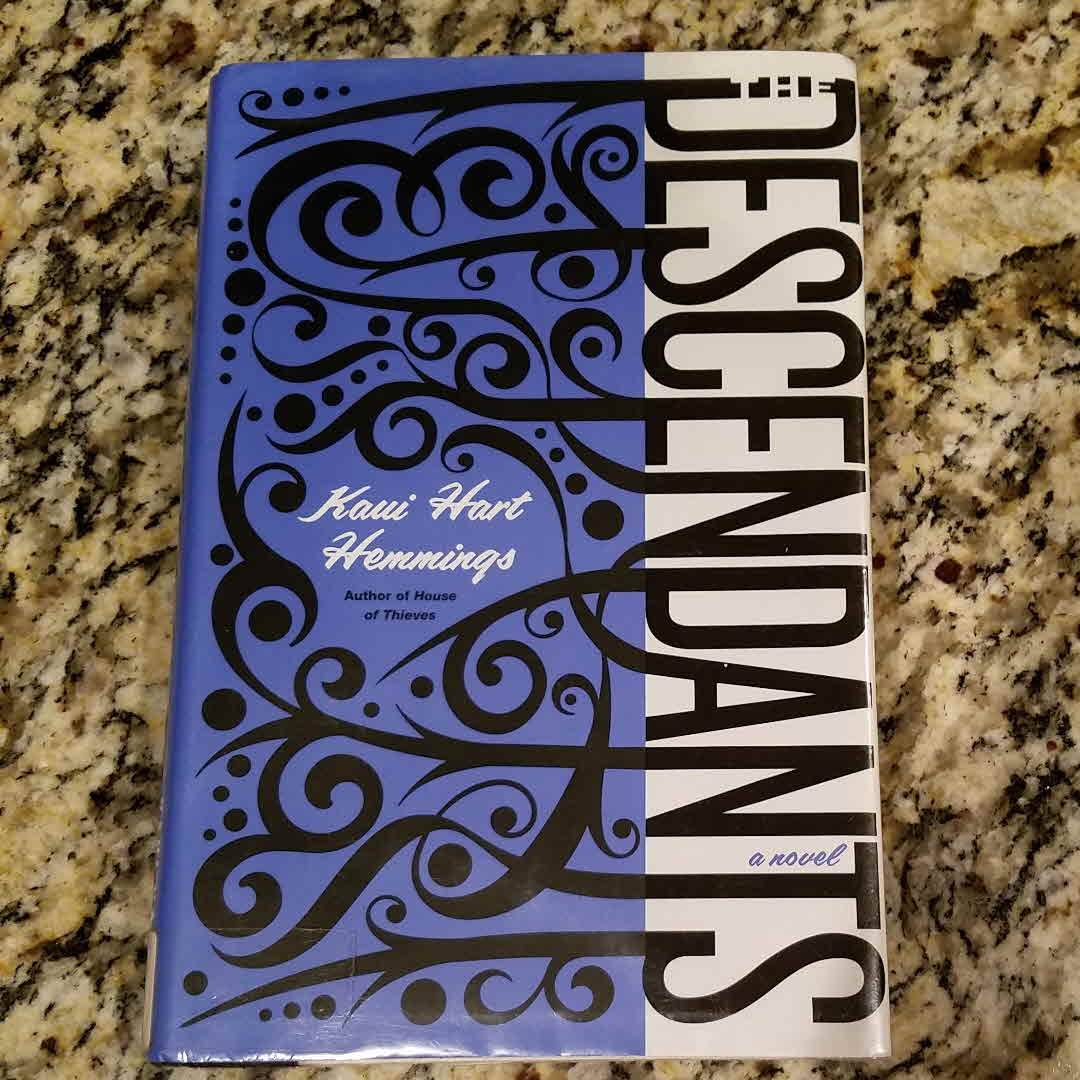 THE
DESCENDANTS
a novel
Kaui Hart
Hemmings
Author of House
of Thieves